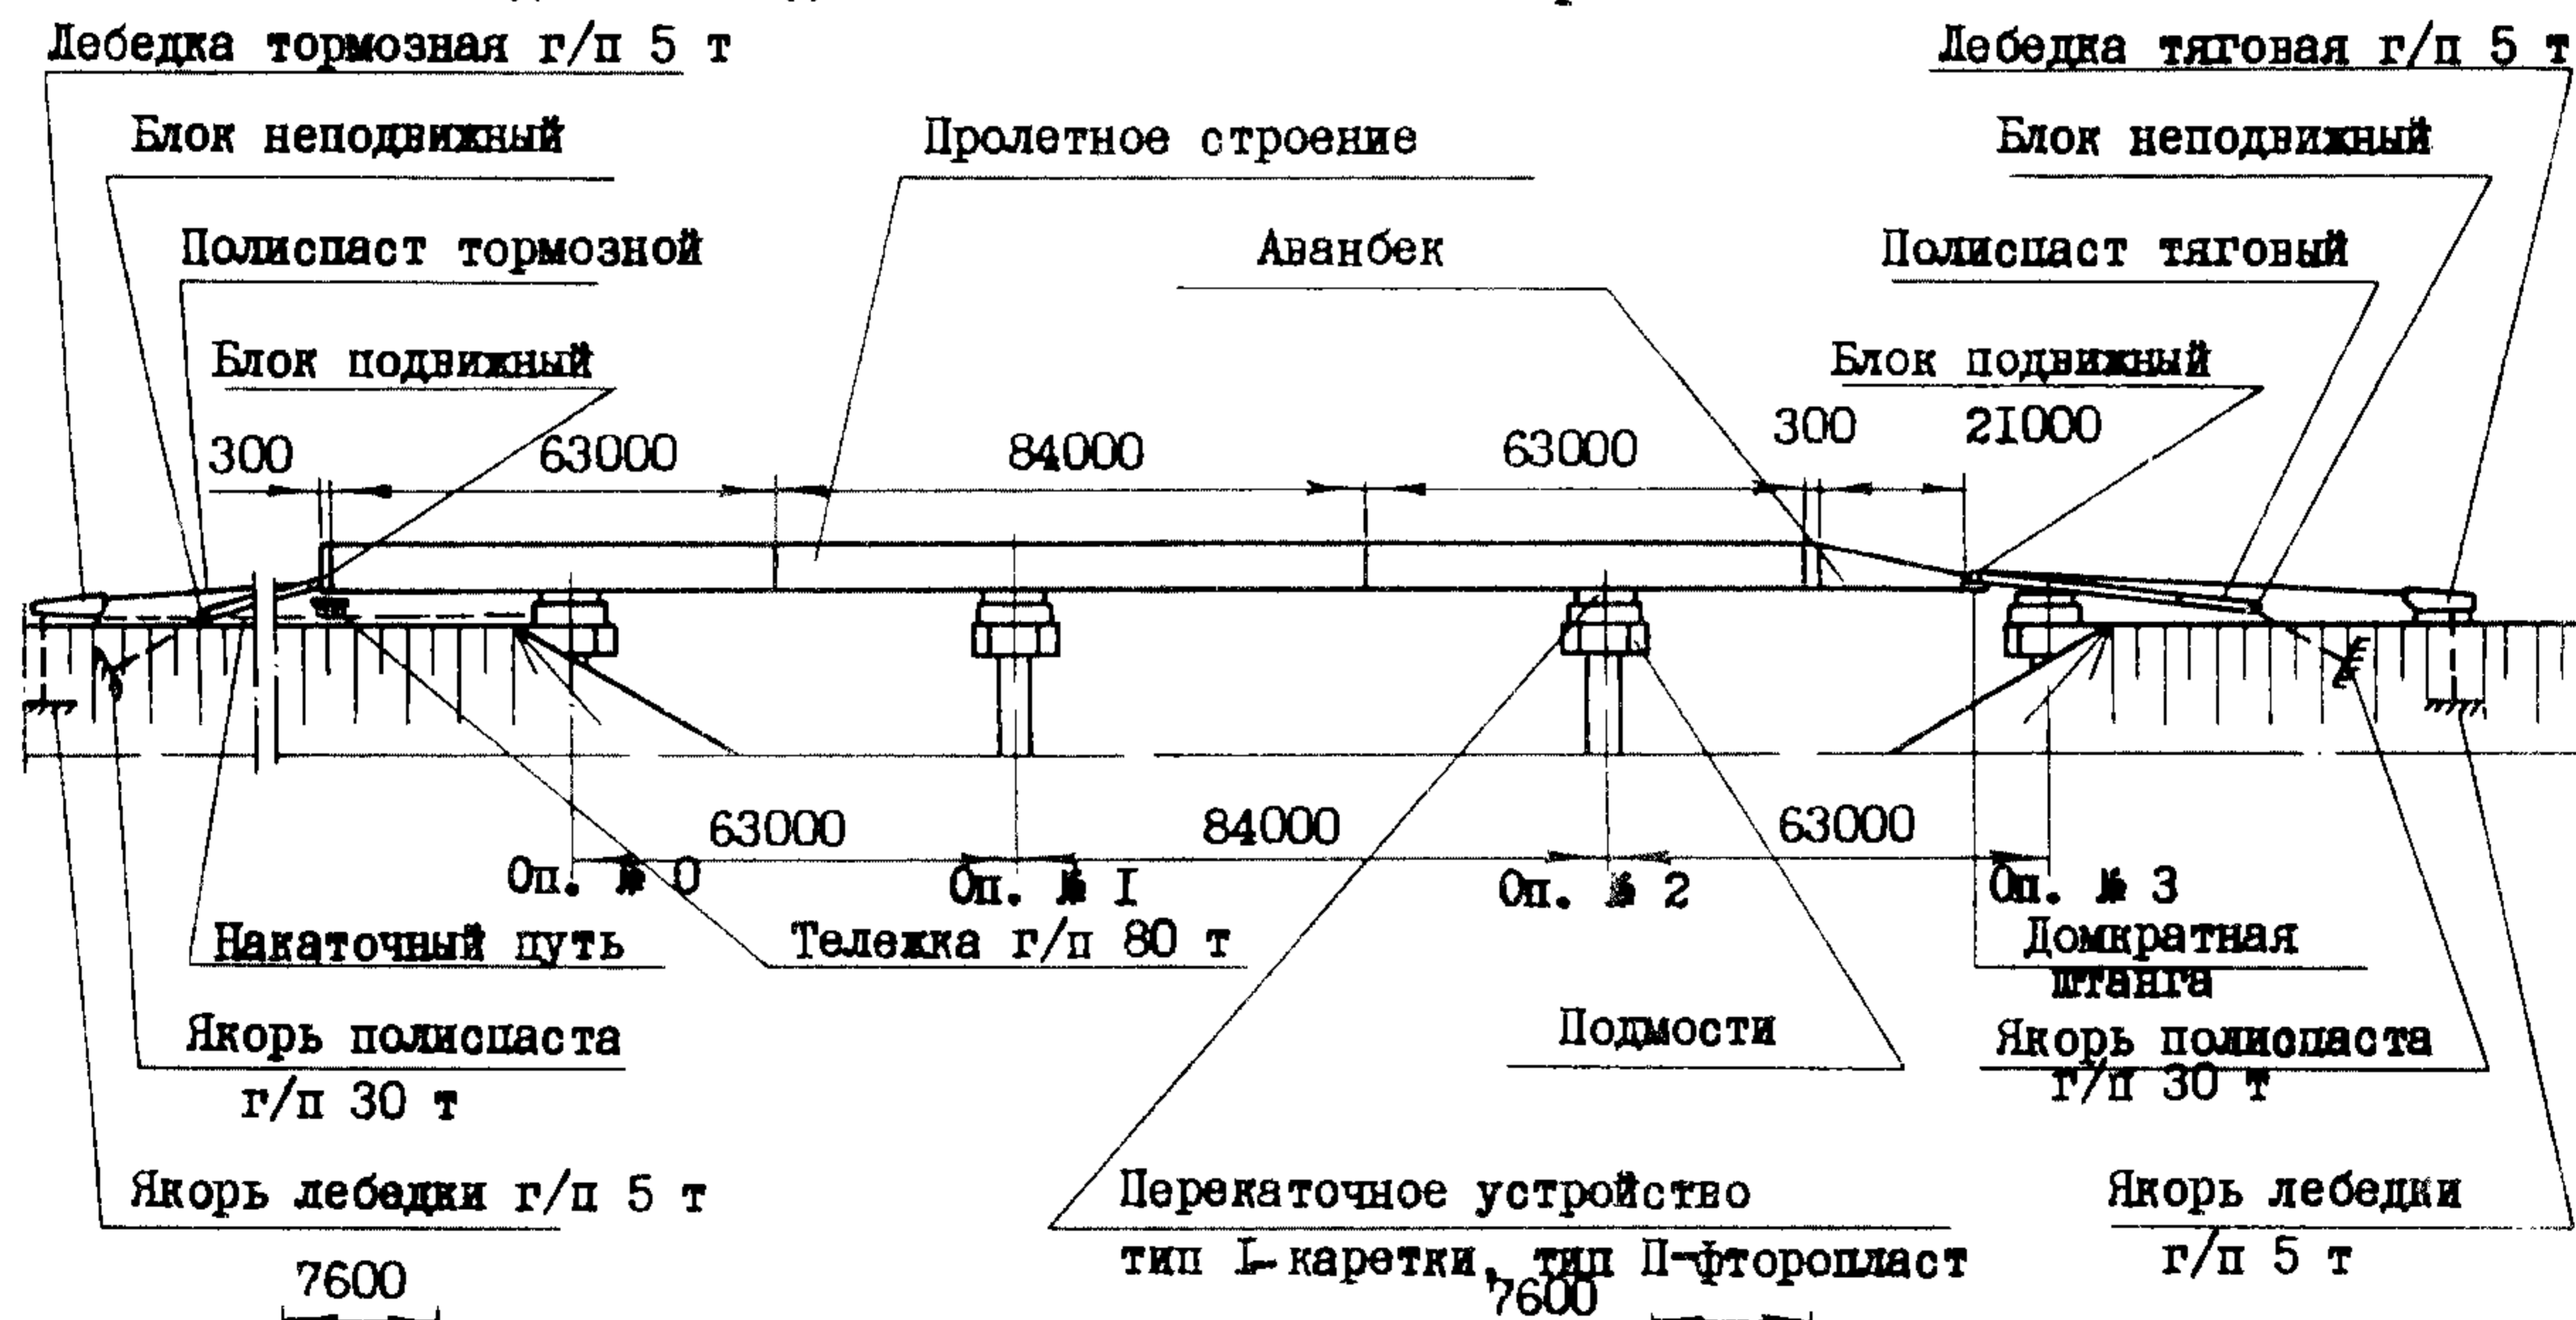 Лебедка тормозная г/п 5 т
Лебедка тяговая г/п 5 т
Блок неподвижный
Пролетное строение
Блок неподвижный
Полиспаст тормозной
Аванбек
Полиспаст тяговый
Блок подвижный
Блок подвижный
300
63000
84000
63000
300
21000
63000
84000
63000
Оп. № 0
Оп. № I
Оп. № 2
Оп. № 3
Накаточный путь
Тележка г/п 80 т
Домкратная
штанга
Якорь полиспаста
г/п 30 т
Подмости
Якорь полиспаста
г/п 30 т
Якорь лебедки г/п 5 т
Перекаточное устройство
тип I-каретки, тип П-фторопласт
Якорь лебедки
г/п 5 т
7600
7600